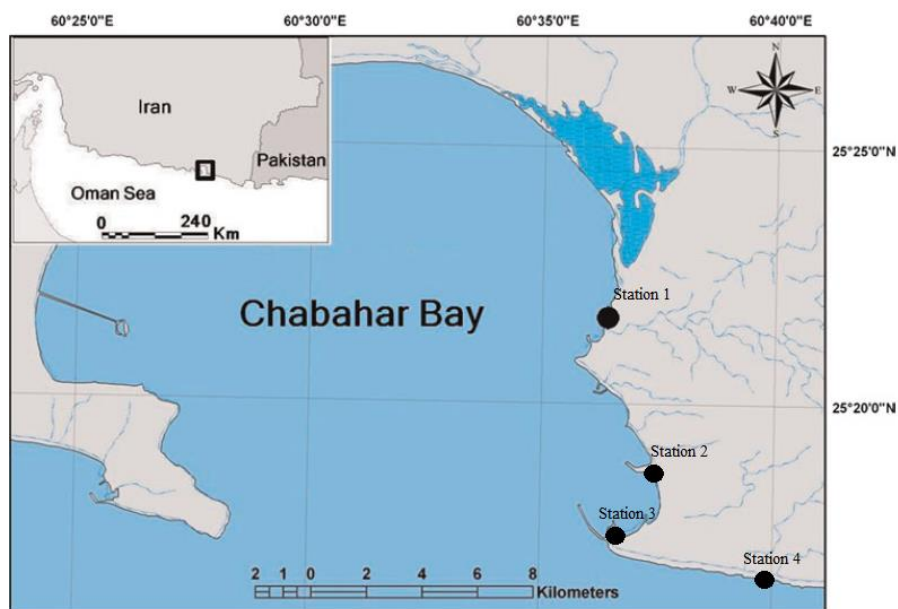 60°25'0"E 60°30'0"E 60°35'0"E 60°40'0"E
Iran
Pakistan
Oman Sea
0 240
Km
N
W E
S
25°25'0"N
Station 1
Chabahar Bay
25°20'0"N
Station 2
Station 3
Station 4
2 1 0 2 4 6 8
Kilometers